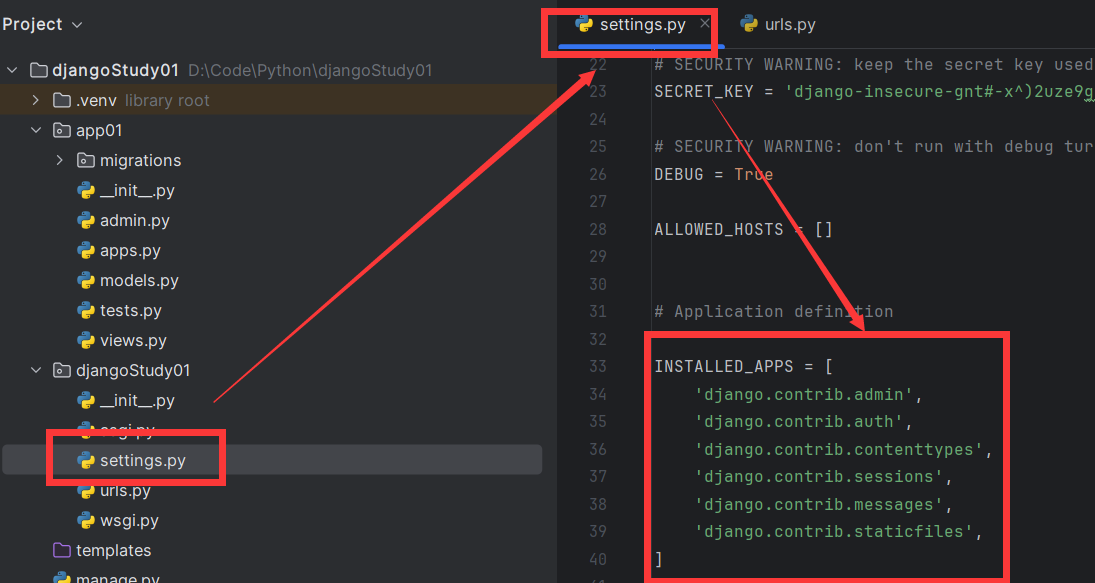 Project
djangoStudy01 D:\Code\Python\djangoStudy01
.venv library root
app01
migrations
__init__.py
admin.py
apps.py
models.py
tests.py
views.py
djangoStudy01
__init__.py
asgi.py
settings.py
urls.py
wsgi.py
templates
manage.py
settings.py
urls.py
22 # SECURITY WARNING: keep the secret key used
23 SECRET_KEY = 'django-insecure-gnt#-x^)2uze9g
24
25 # SECURITY WARNING: don't run with debug tur
26 DEBUG = True
27
28 ALLOWED_HOSTS = []
29
30
31 # Application definition
32
33 INSTALLED_APPS = [
34 'django.contrib.admin',
35 'django.contrib.auth',
36 'django.contrib.contenttypes',
37 'django.contrib.sessions',
38 'django.contrib.messages',
39 'django.contrib.staticfiles',
40 ]